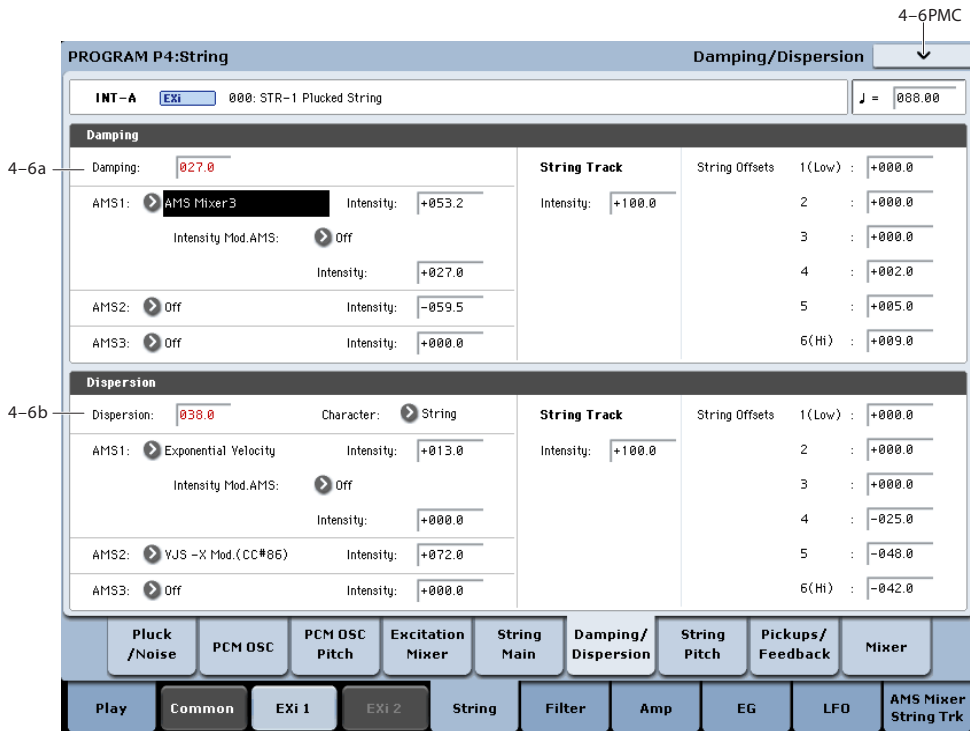 4–6PMC
PROGRAM P4:String Damping/Dispersion
INT-A EXi 000: STR-1 Plucked String ♩ = 088.00
Damping
4–6a Damping: 027.0 String Track String Offsets 1(Low) : +000.0
AMS1: AMS Mixer3 Intensity: +053.2 Intensity: +100.0 2 : +000.0
Intensity Mod.AMS: Off 3 : +000.0
Intensity: +027.0 4 : +002.0
AMS2: Off Intensity: -059.5 5 : +005.0
AMS3: Off Intensity: +000.0 6(Hi) : +009.0
Dispersion
4–6b Dispersion: 038.0 Character: String String Track String Offsets 1(Low) : +000.0
AMS1: Exponential Velocity Intensity: +013.0 Intensity: +100.0 2 : +000.0
Intensity Mod.AMS: Off 3 : +000.0
Intensity: +000.0 4 : -025.0
AMS2: VJS -X Mod.(CC#86) Intensity: +072.0 5 : -048.0
AMS3: Off Intensity: +000.0 6(Hi) : -042.0
Pluck /Noise PCM OSC PCM OSC Pitch Excitation Mixer String Main Damping/ Dispersion String Pitch Pickups/ Feedback Mixer
Play Common EXi 1 EXi 2 String Filter Amp EG LFO AMS Mixer String Trk